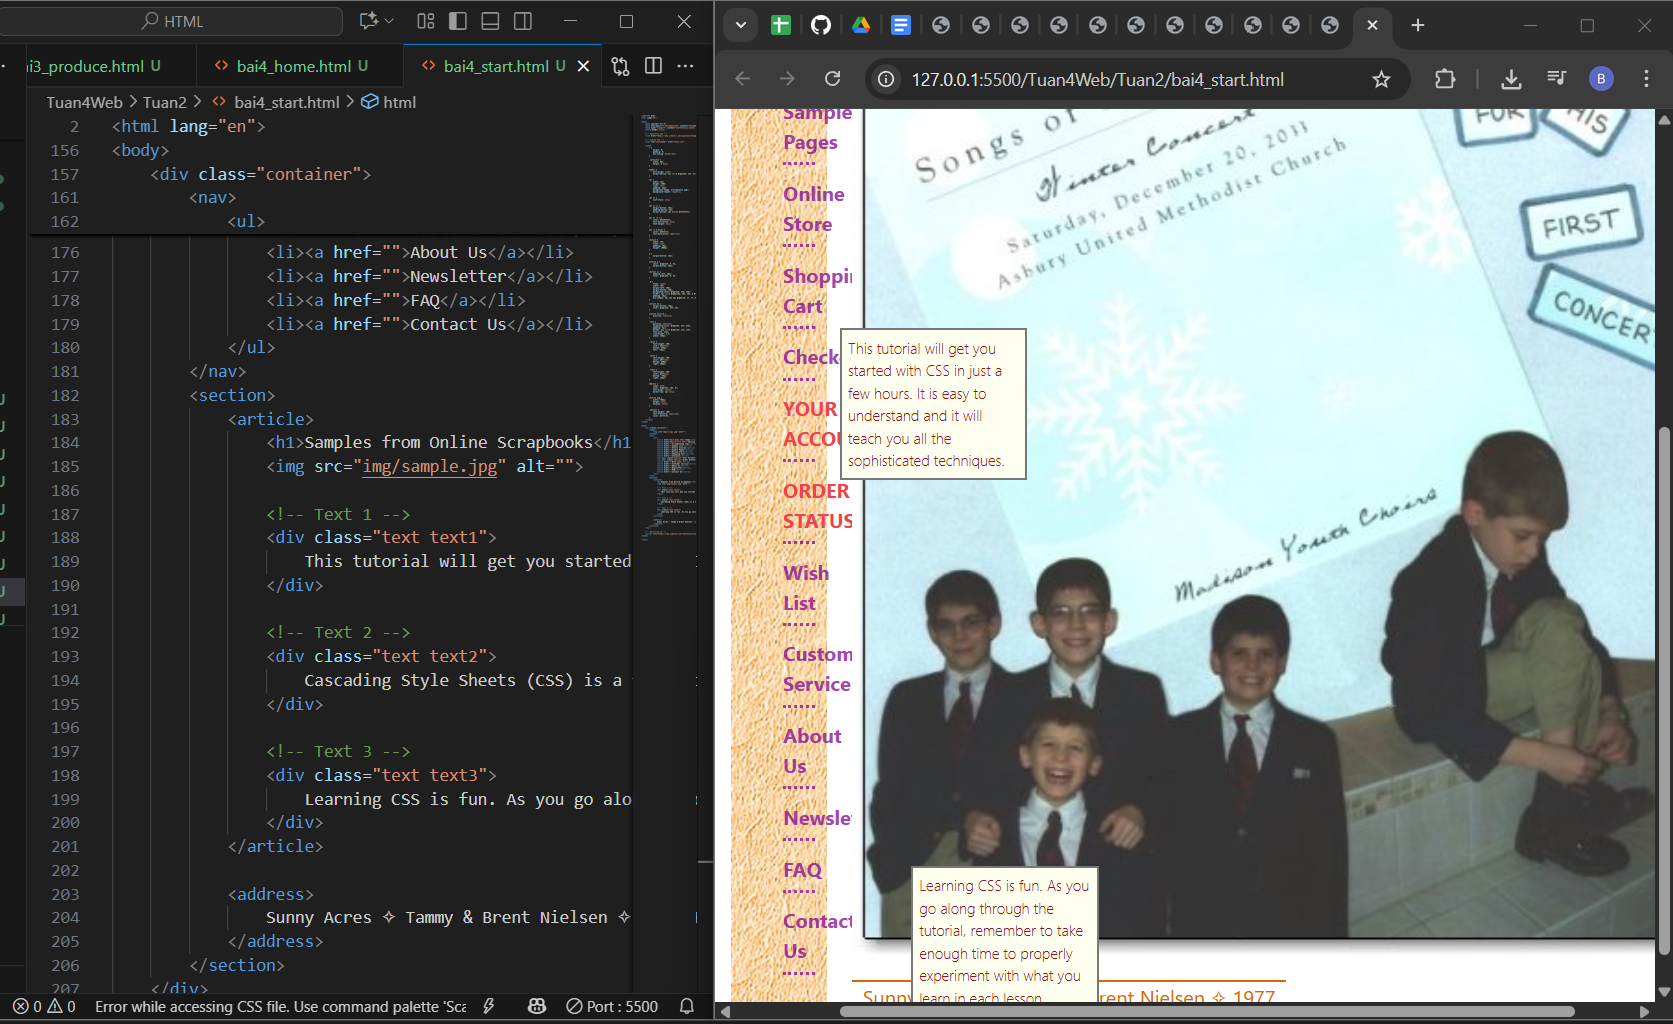 HTML
i3_produce.html U
bai4_home.html U
bai4_start.html U
Tuan4Web > Tuan2 > bai4_start.html > html
2 <html lang="en">
156 <body>
157 <div class="container">
161 <nav>
162 <ul>
176 <li><a href="">About Us</a></li>
177 <li><a href="">Newsletter</a></li>
178 <li><a href="">FAQ</a></li>
179 <li><a href="">Contact Us</a></li>
180 </ul>
181 </nav>
182 <section>
183 <article>
184 <h1>Samples from Online Scrapbooks</h1
185 <img src="img/sample.jpg" alt="">
186
187 <!-- Text 1 -->
188 <div class="text text1">
189 This tutorial will get you started
190 </div>
191
192 <!-- Text 2 -->
193 <div class="text text2">
194 Cascading Style Sheets (CSS) is a
195 </div>
196
197 <!-- Text 3 -->
198 <div class="text text3">
199 Learning CSS is fun. As you go alo
200 </div>
201 </article>
202
203 <address>
204 Sunny Acres ✧ Tammy & Brent Nielsen ✧
205 </address>
206 </section>
207 </div>
0 0 Error while accessing CSS file. Use command palette 'Sca
Port : 5500
127.0.0.1:5500/Tuan4Web/Tuan2/bai4_start.html
B
Sample
Pages
Online
Store
Shoppin
Cart
Check
YOUR
ACCOU
ORDER
STATUS
Wish
List
Custom
Service
About
Us
Newslet
FAQ
Contact
Us
Songs of
Winter Concert
Saturday, December 20, 2033
Asbury United Methodist Church
FOR
HIS
FIRST
CONCERT
Madison Youth Choirs
This tutorial will get you
started with CSS in just a
few hours. It is easy to
understand and it will
teach you all the
sophisticated techniques.
Learning CSS is fun. As you
go along through the
tutorial, remember to take
enough time to properly
experiment with what you
learn in each lesson.
Sunny
rent Nielsen ✧ 1977